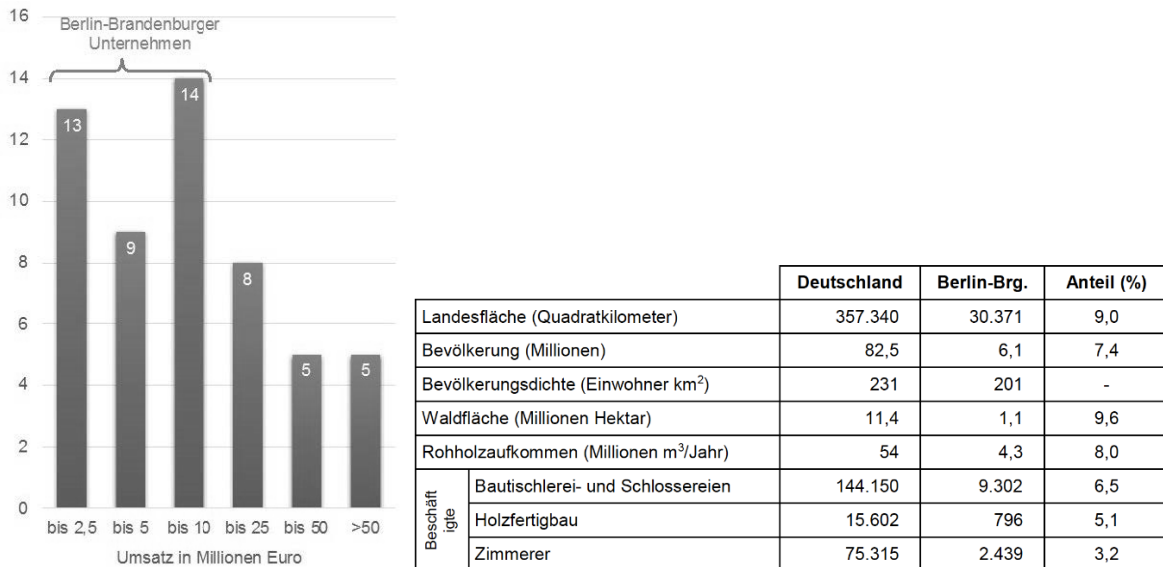 16
Berlin-Brandenburger
Unternehmen
14
14
13
12
10
9
8
8
6
5
5
4
2
0
bis 2,5 bis 5 bis 10 bis 25 bis 50 >50
Umsatz in Millionen Euro
Deutschland Berlin-Brg. Anteil (%)
Landesfläche (Quadratkilometer) 357.340 30.371 9,0
Bevölkerung (Millionen) 82,5 6,1 7,4
Bevölkerungsdichte (Einwohner km²) 231 201 -
Waldfläche (Millionen Hektar) 11,4 1,1 9,6
Rohholzaufkommen (Millionen m³/Jahr) 54 4,3 8,0
Beschäft
igte
Bautischlerei- und Schlossereien 144.150 9.302 6,5
Holzfertigbau 15.602 796 5,1
Zimmerer 75.315 2.439 3,2